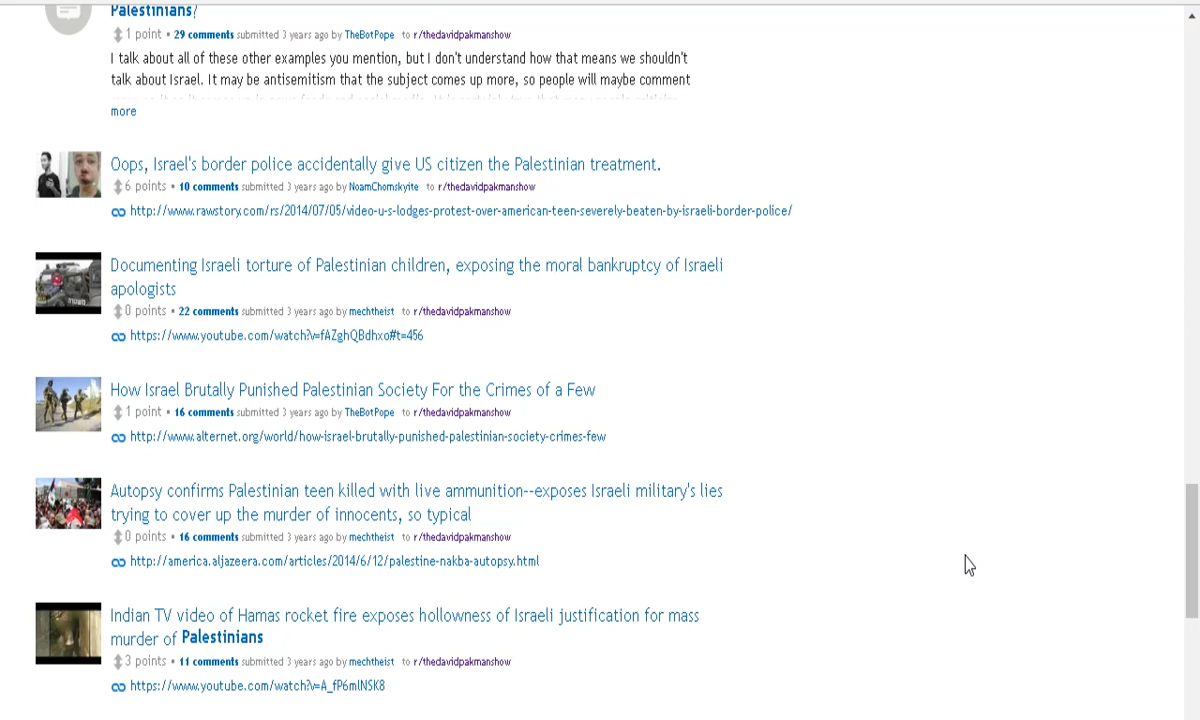 Palestinians?
1 point • 29 comments submitted 3 years ago by TheBotPope to r/thedavidpakmanshow
I talk about all of these other examples you mention, but I don't understand how that means we shouldn't
talk about Israel. It may be antisemitism that the subject comes up more, so people will maybe comment
more
Oops, Israel's border police accidentally give US citizen the Palestinian treatment.
6 points • 10 comments submitted 3 years ago by NoamChomskyite to r/thedavidpakmanshow
http://www.rawstory.com/rs/2014/07/05/video-u-s-lodges-protest-over-american-teen-severely-beaten-by-israeli-border-police/
Documenting Israeli torture of Palestinian children, exposing the moral bankruptcy of Israeli
apologists
0 points • 22 comments submitted 3 years ago by mechtheist to r/thedavidpakmanshow
https://www.youtube.com/watch?v=fAZghQBdhxo#t=456
How Israel Brutally Punished Palestinian Society For the Crimes of a Few
1 point • 16 comments submitted 3 years ago by TheBotPope to r/thedavidpakmanshow
http://www.alternet.org/world/how-israel-brutally-punished-palestinian-society-crimes-few
Autopsy confirms Palestinian teen killed with live ammunition--exposes Israeli military's lies
trying to cover up the murder of innocents, so typical
0 points • 16 comments submitted 3 years ago by mechtheist to r/thedavidpakmanshow
http://america.aljazeera.com/articles/2014/6/12/palestine-nakba-autopsy.html
Indian TV video of Hamas rocket fire exposes hollowness of Israeli justification for mass
murder of Palestinians
3 points • 11 comments submitted 3 years ago by mechtheist to r/thedavidpakmanshow
https://www.youtube.com/watch?v=A_fP6mlNSK8